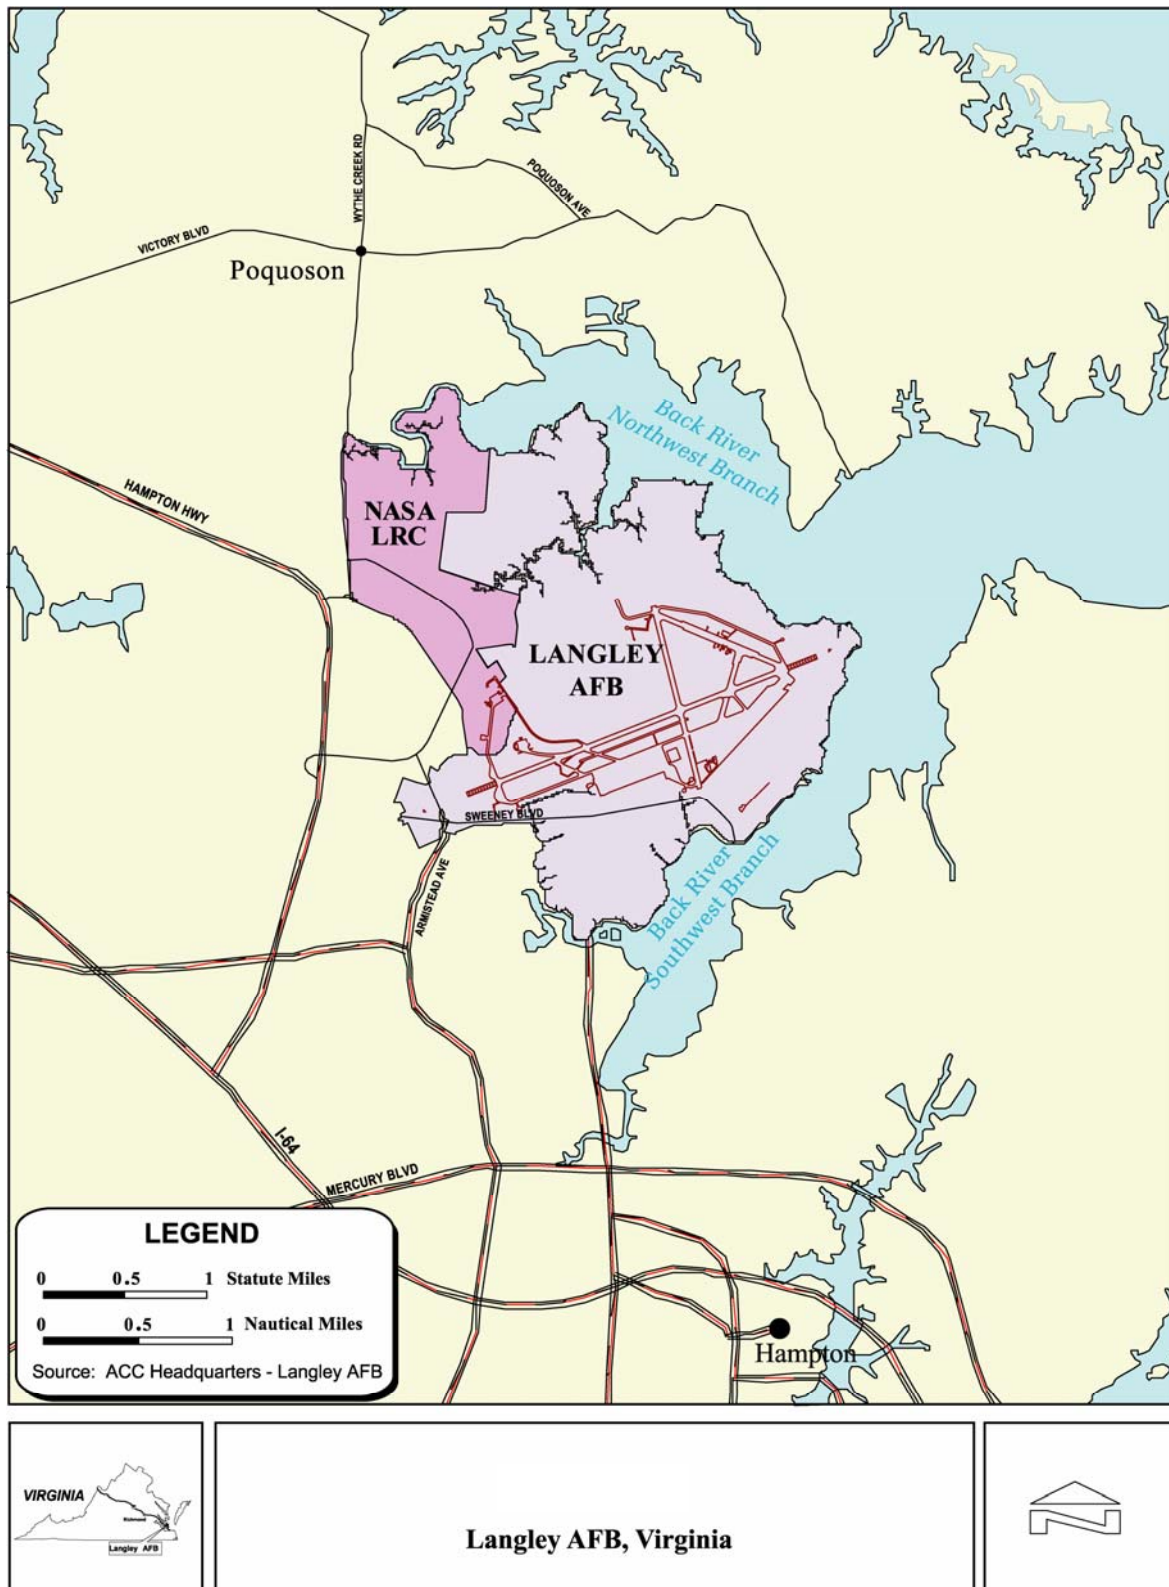 WYTHE CREEK RD
POQUOSON AVE
VICTORY BLVD
Poquoson
Back River
Northwest Branch
HAMPTON HWY
NASA
LRC
LANGLEY
AFB
SWEENEY BLVD
ARMISTEAD AVE
Back River
Southwest Branch
I-64
MERCURY BLVD
LEGEND
0 0.5 1 Statute Miles
0 0.5 1 Nautical Miles
Source: ACC Headquarters - Langley AFB
Hampton
VIRGINIA
Richmond
Langley AFB
Langley AFB, Virginia
N